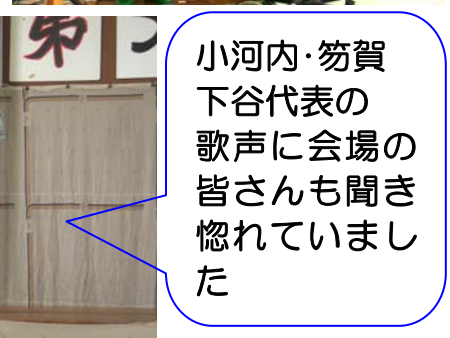 第
小河内･笏賀
下谷代表の
歌声に会場の
皆さんも聞き
惚れていまし
た